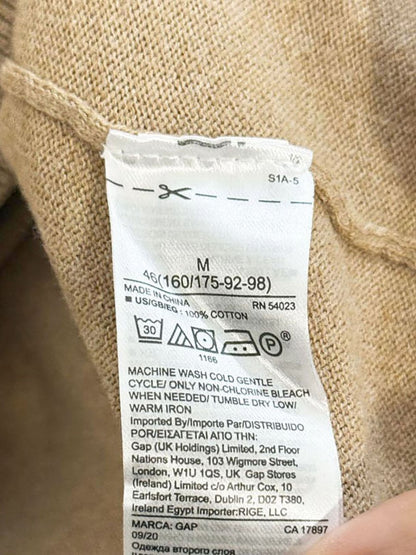 S1A-5
M
46(160/175-92-98)
MADE IN CHINA
RN 54023
US/GB/EG: 100% COTTON
30
P
®
1166
MACHINE WASH COLD GENTLE
CYCLE/ ONLY NON-CHLORINE BLEACH
WHEN NEEDED/ TUMBLE DRY LOW/
WARM IRON
Imported By/Importe Par/DISTRIBUIDO
POR/ΕΙΣΑΓΕΤΑΙ ΑΠΟ ΤΗΝ:
Gap (UK Holdings) Limited, 2nd Floor
Nations House, 103 Wigmore Street,
London, W1U 1QS, UK Gap Stores
(Ireland) Limited c/o Arthur Cox, 10
Earlsfort Terrace, Dublin 2, D02 T380,
Ireland Egypt Importer:RIGE, LLC
MARCA: GAP CA 17897
09/20
Одежда второго слоя